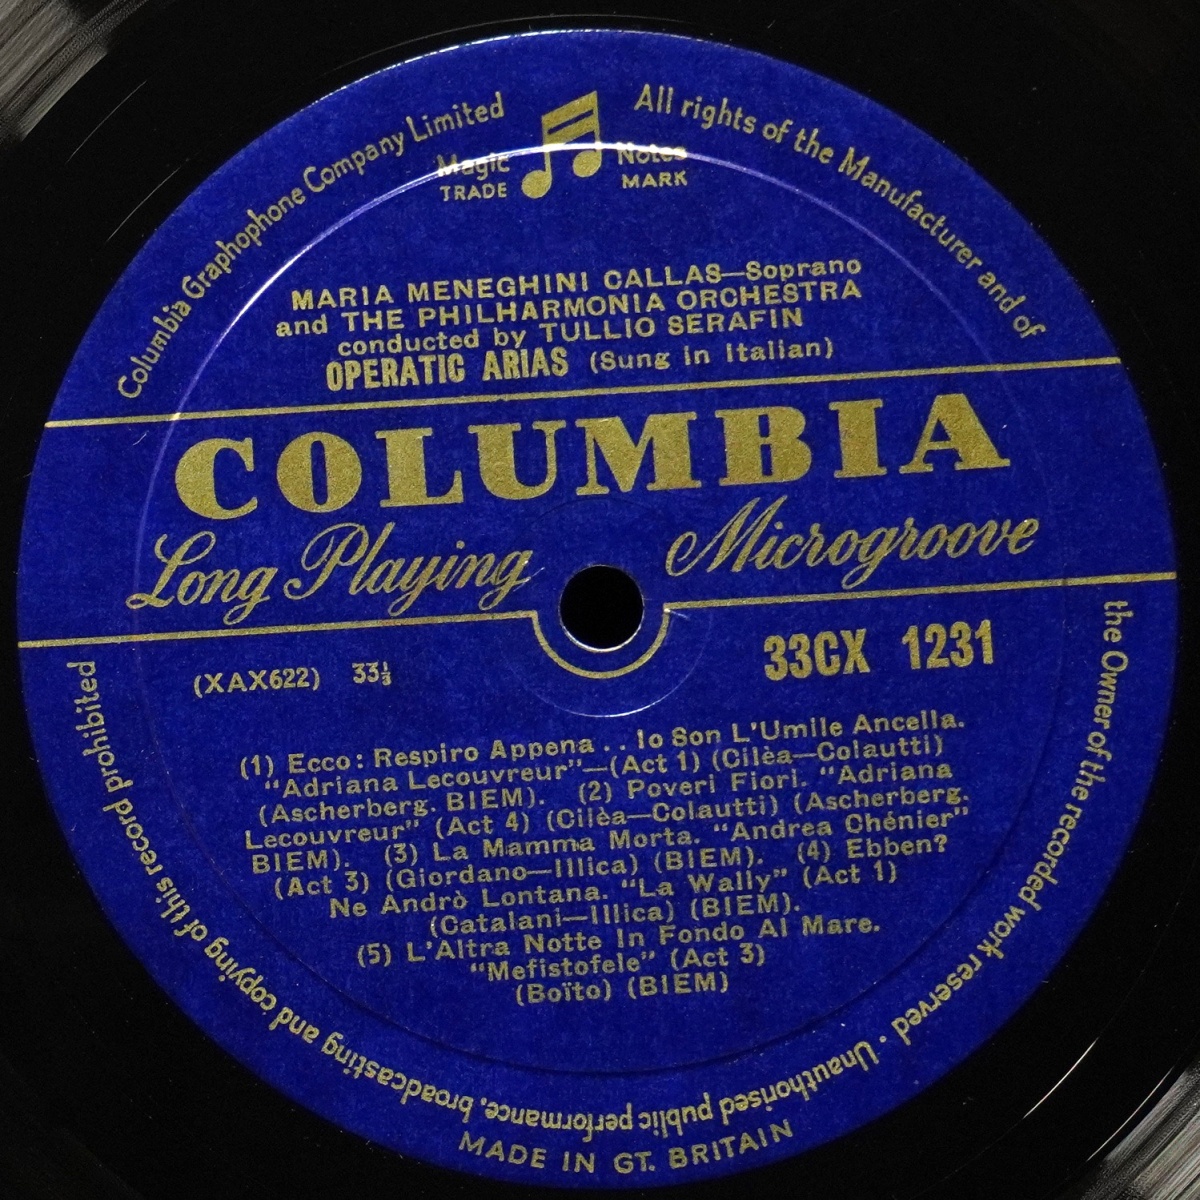 Columbia Graphophone Company Limited
Magic Notes
TRADE MARK
All rights of the Manufacturer and of
the Owner of the recorded work reserved · Unauthorised public performance, broadcasting and copying of this record prohibited
MARIA MENEGHINI CALLAS—Soprano
and THE PHILHARMONIA ORCHESTRA
conducted by TULLIO SERAFIN
OPERATIC ARIAS (Sung in Italian)
COLUMBIA
Long Playing Microgroove
(XAX622) 33⅓
33CX 1231
(1) Ecco: Respiro Appena .. Io Son L'Umile Ancella.
"Adriana Lecouvreur"—(Act 1) (Cilèa—Colautti)
(Ascherberg. BIEM). (2) Poveri Fiori. "Adriana
Lecouvreur" (Act 4) (Cilèa—Colautti) (Ascherberg.
BIEM). (3) La Mamma Morta. "Andrea Chénier"
(Act 3) (Giordano—Illica) (BIEM). (4) Ebben?
Ne Andrò Lontana. "La Wally" (Act 1)
(Catalani—Illica) (BIEM).
(5) L'Altra Notte In Fondo Al Mare.
"Mefistofele" (Act 3)
(Boïto) (BIEM)
MADE IN GT. BRITAIN